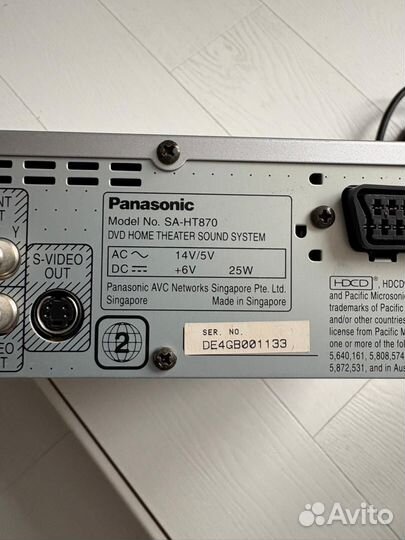 Panasonic
Model No. SA-HT870
DVD HOME THEATER SOUND SYSTEM
AC 14V/5V
DC +6V 25W
Panasonic AVC Networks Singapore Pte. Ltd.
Singapore Made in Singapore
Y
S-VIDEO
OUT
2
SER. NO.
DE4GB001133
HDCD
and Pacific Microsoni
trademarks of Pacific
and/or other countries
license from Pacific M
one or more of the fo
5,640,161, 5,808,574
5,872,531, and in Aust
Avito